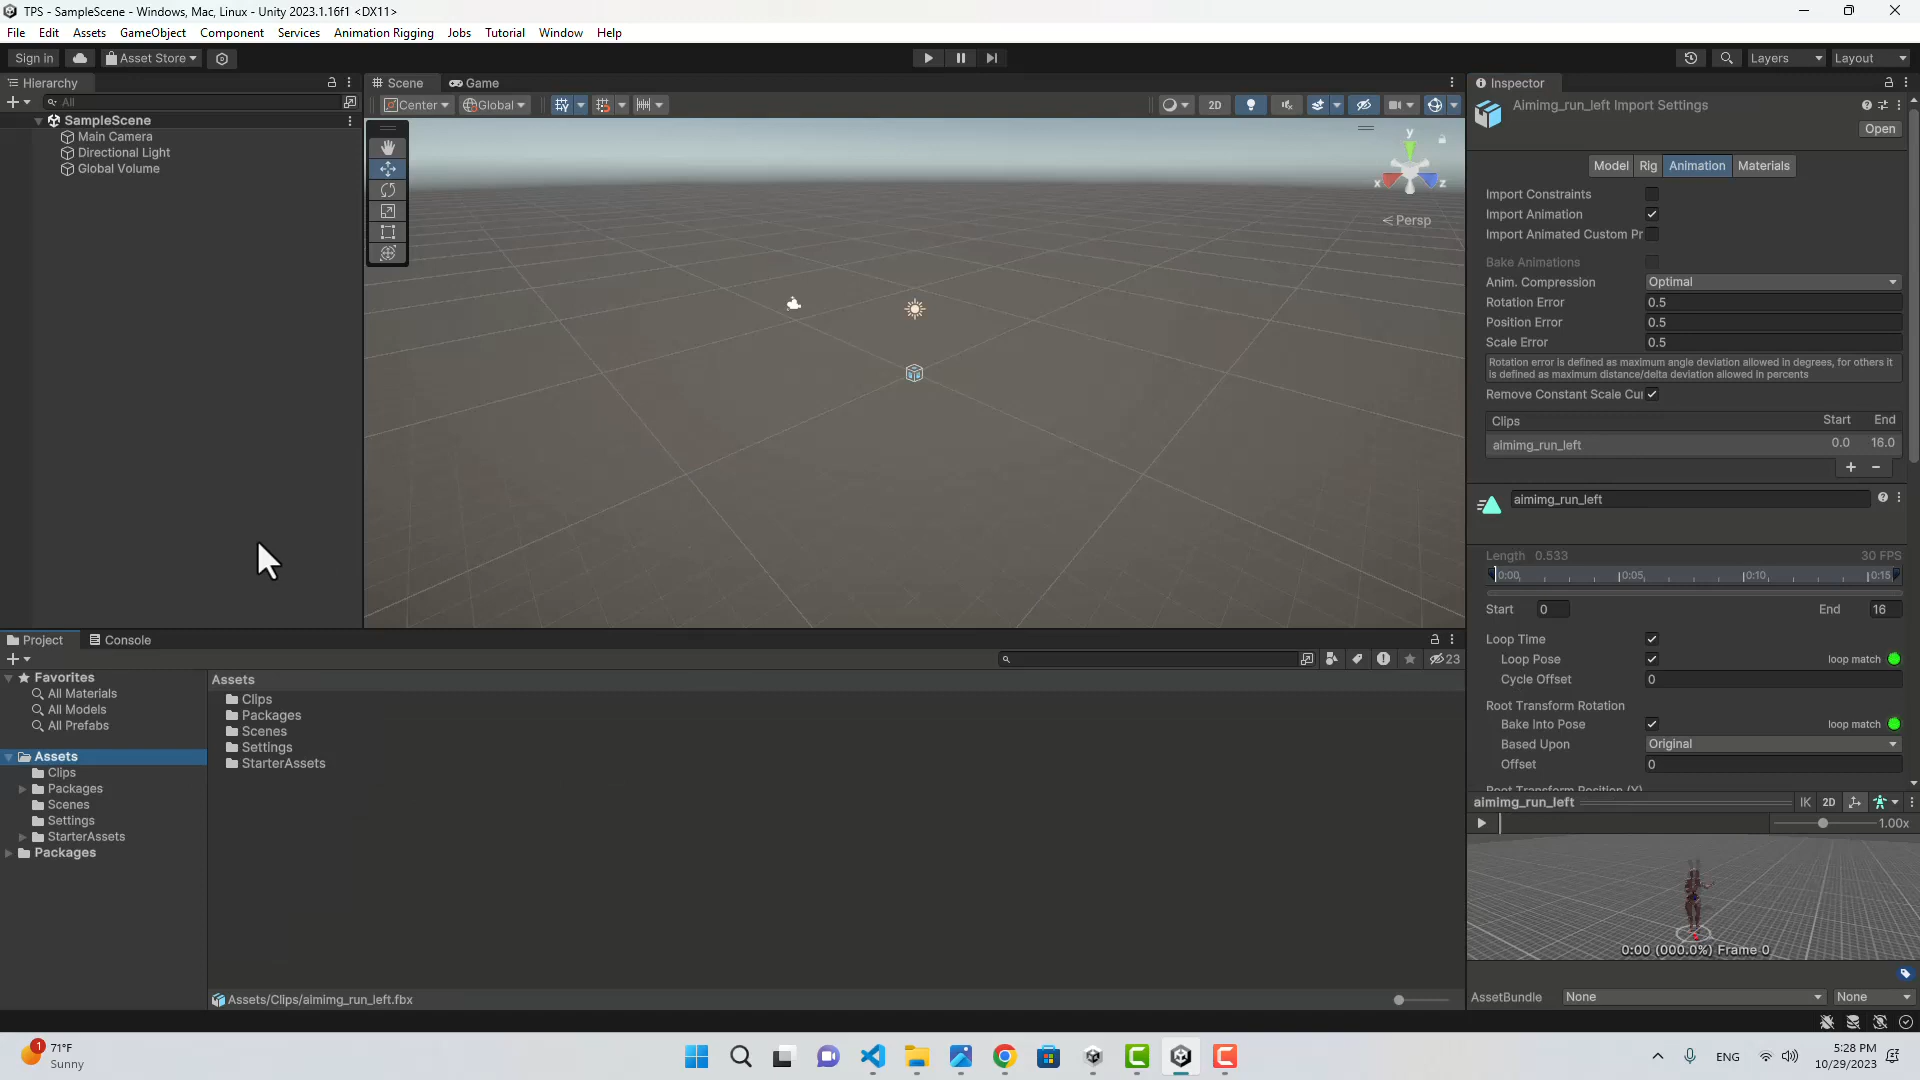 TPS - SampleScene - Windows, Mac, Linux - Unity 2023.1.16f1 <DX11>
File Edit Assets GameObject Component Services Animation Rigging Jobs Tutorial Window Help
Sign in Asset Store Layers Layout
Hierarchy
All
SampleScene
Main Camera
Directional Light
Global Volume
Scene Game
Center Global 2D
y
x z
< Persp
Inspector
Aimimg_run_left Import Settings
Open
Model Rig Animation Materials
Import Constraints
Import Animation
Import Animated Custom Pr
Bake Animations
Anim. Compression Optimal
Rotation Error 0.5
Position Error 0.5
Scale Error 0.5
Rotation error is defined as maximum angle deviation allowed in degrees, for others it
is defined as maximum distance/delta deviation allowed in percents
Remove Constant Scale Cu
Clips Start End
aimimg_run_left 0.0 16.0
+ -
aimimg_run_left
Length 0.533 30 FPS
0:00 0:05 0:10 0:15
Start 0 End 16
Loop Time
Loop Pose loop match
Cycle Offset 0
Root Transform Rotation
Bake Into Pose loop match
Based Upon Original
Offset 0
Root Transform Position (Y)
aimimg_run_left IK 2D
1.00x
0:00 (000.0%) Frame 0
AssetBundle None None
Project Console
23
Favorites
All Materials
All Models
All Prefabs
Assets
Clips
Packages
Scenes
Settings
StarterAssets
Packages
Assets
Clips
Packages
Scenes
Settings
StarterAssets
Assets/Clips/aimimg_run_left.fbx
1
71°F
Sunny
ENG
5:28 PM
10/29/2023